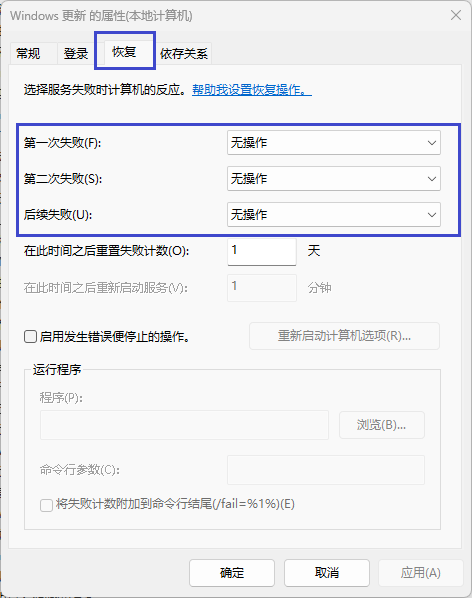 Windows 更新 的属性(本地计算机)
常规 登录 恢复 依存关系
选择服务失败时计算机的反应。帮助我设置恢复操作。
第一次失败(F): 无操作
第二次失败(S): 无操作
后续失败(U): 无操作
在此时间之后重置失败计数(O): 1 天
在此时间之后重新启动服务(V): 1 分钟
启用发生错误便停止的操作。 重新启动计算机选项(R)...
运行程序
程序(P):
浏览(B)...
命令行参数(C):
将失败计数附加到命令行结尾(/fail=%1%)(E)
确定 取消 应用(A)